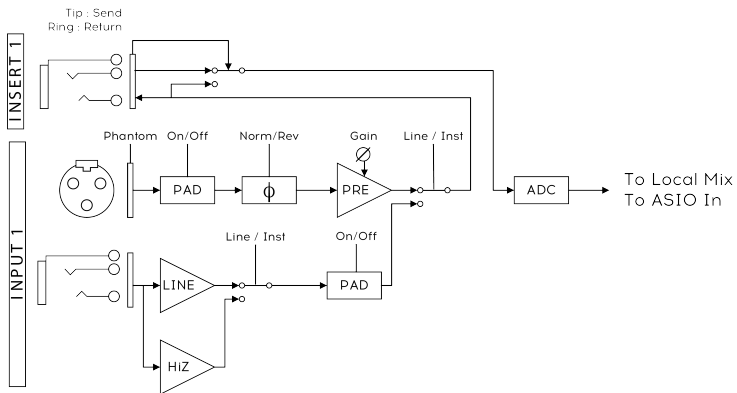 Tip : Send
Ring : Return
INSERT 1
Phantom On/Off Norm/Rev Gain Line / Inst
PAD ϕ PRE ADC To Local Mix
To ASIO In
INPUT 1
Line / Inst On/Off
LINE PAD
HiZ